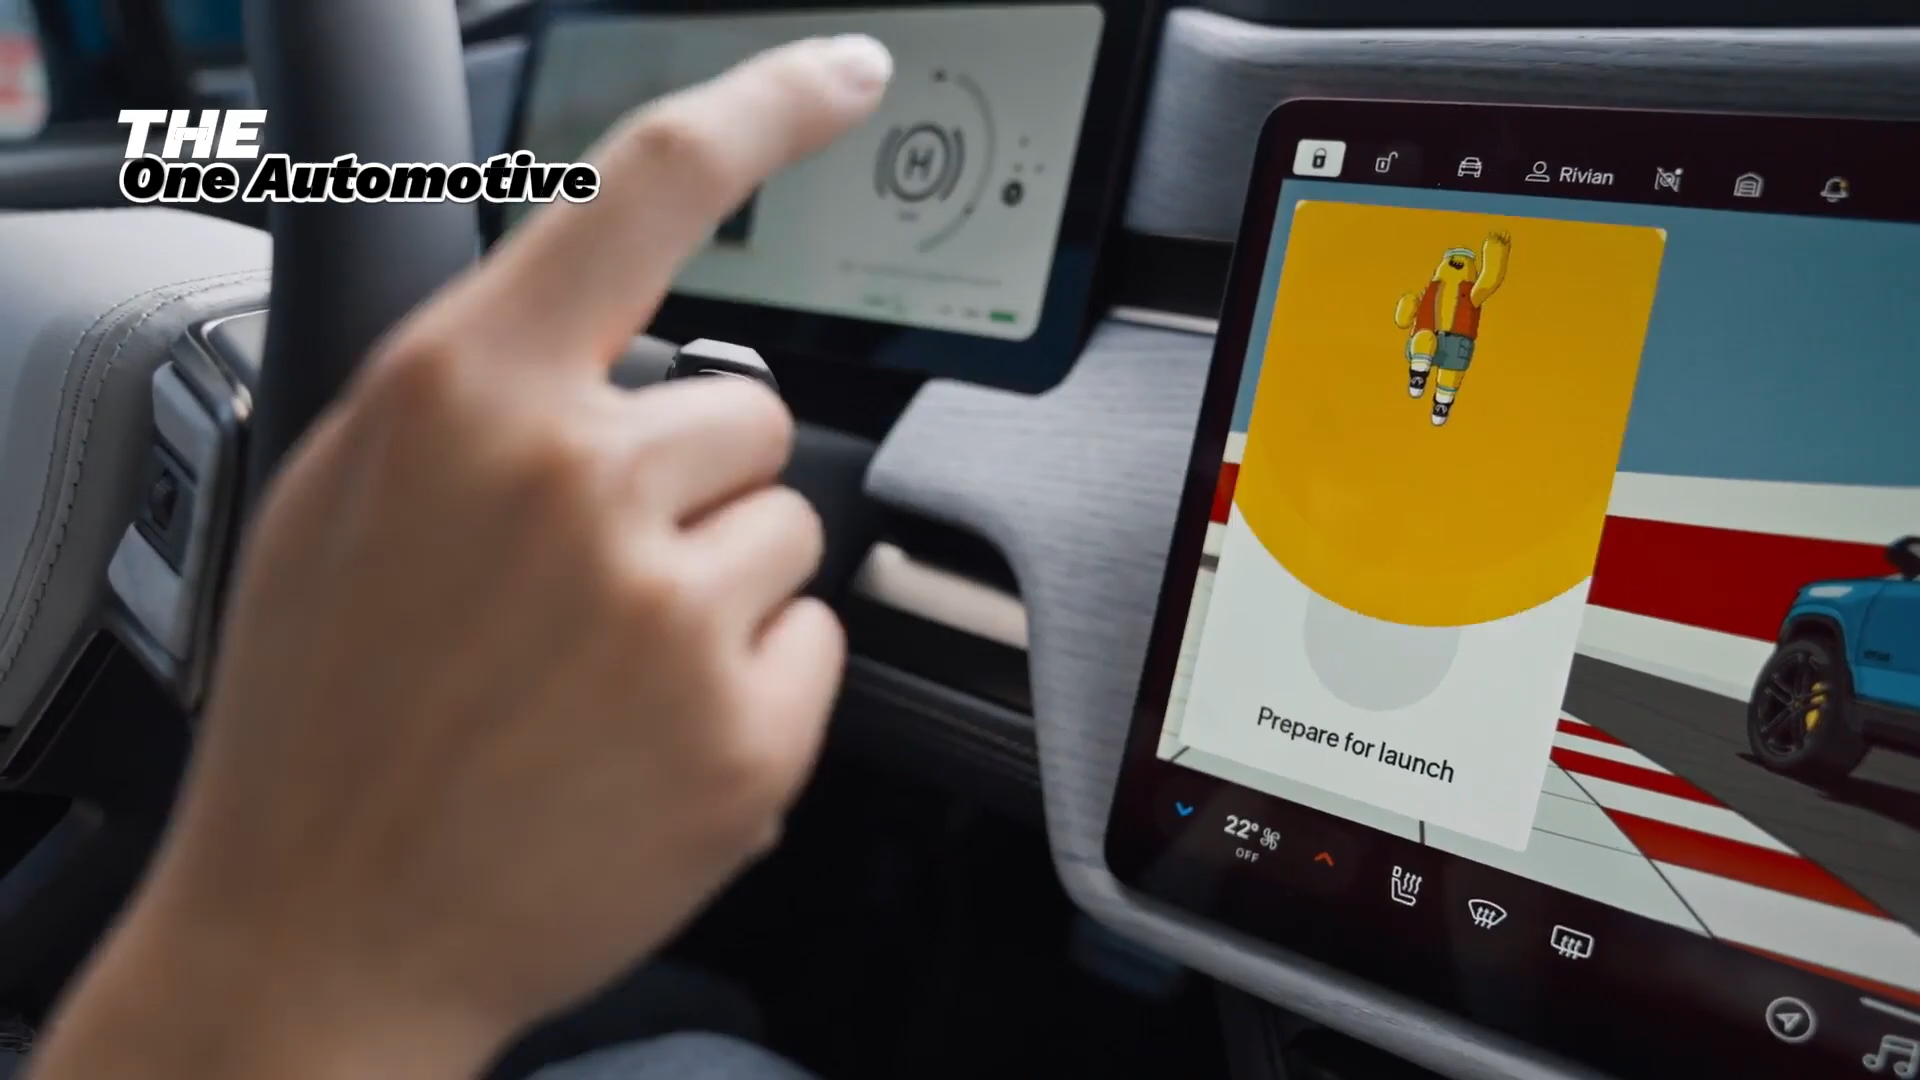 THE
One Automotive
H
Rivian
Prepare for launch
22°
OFF